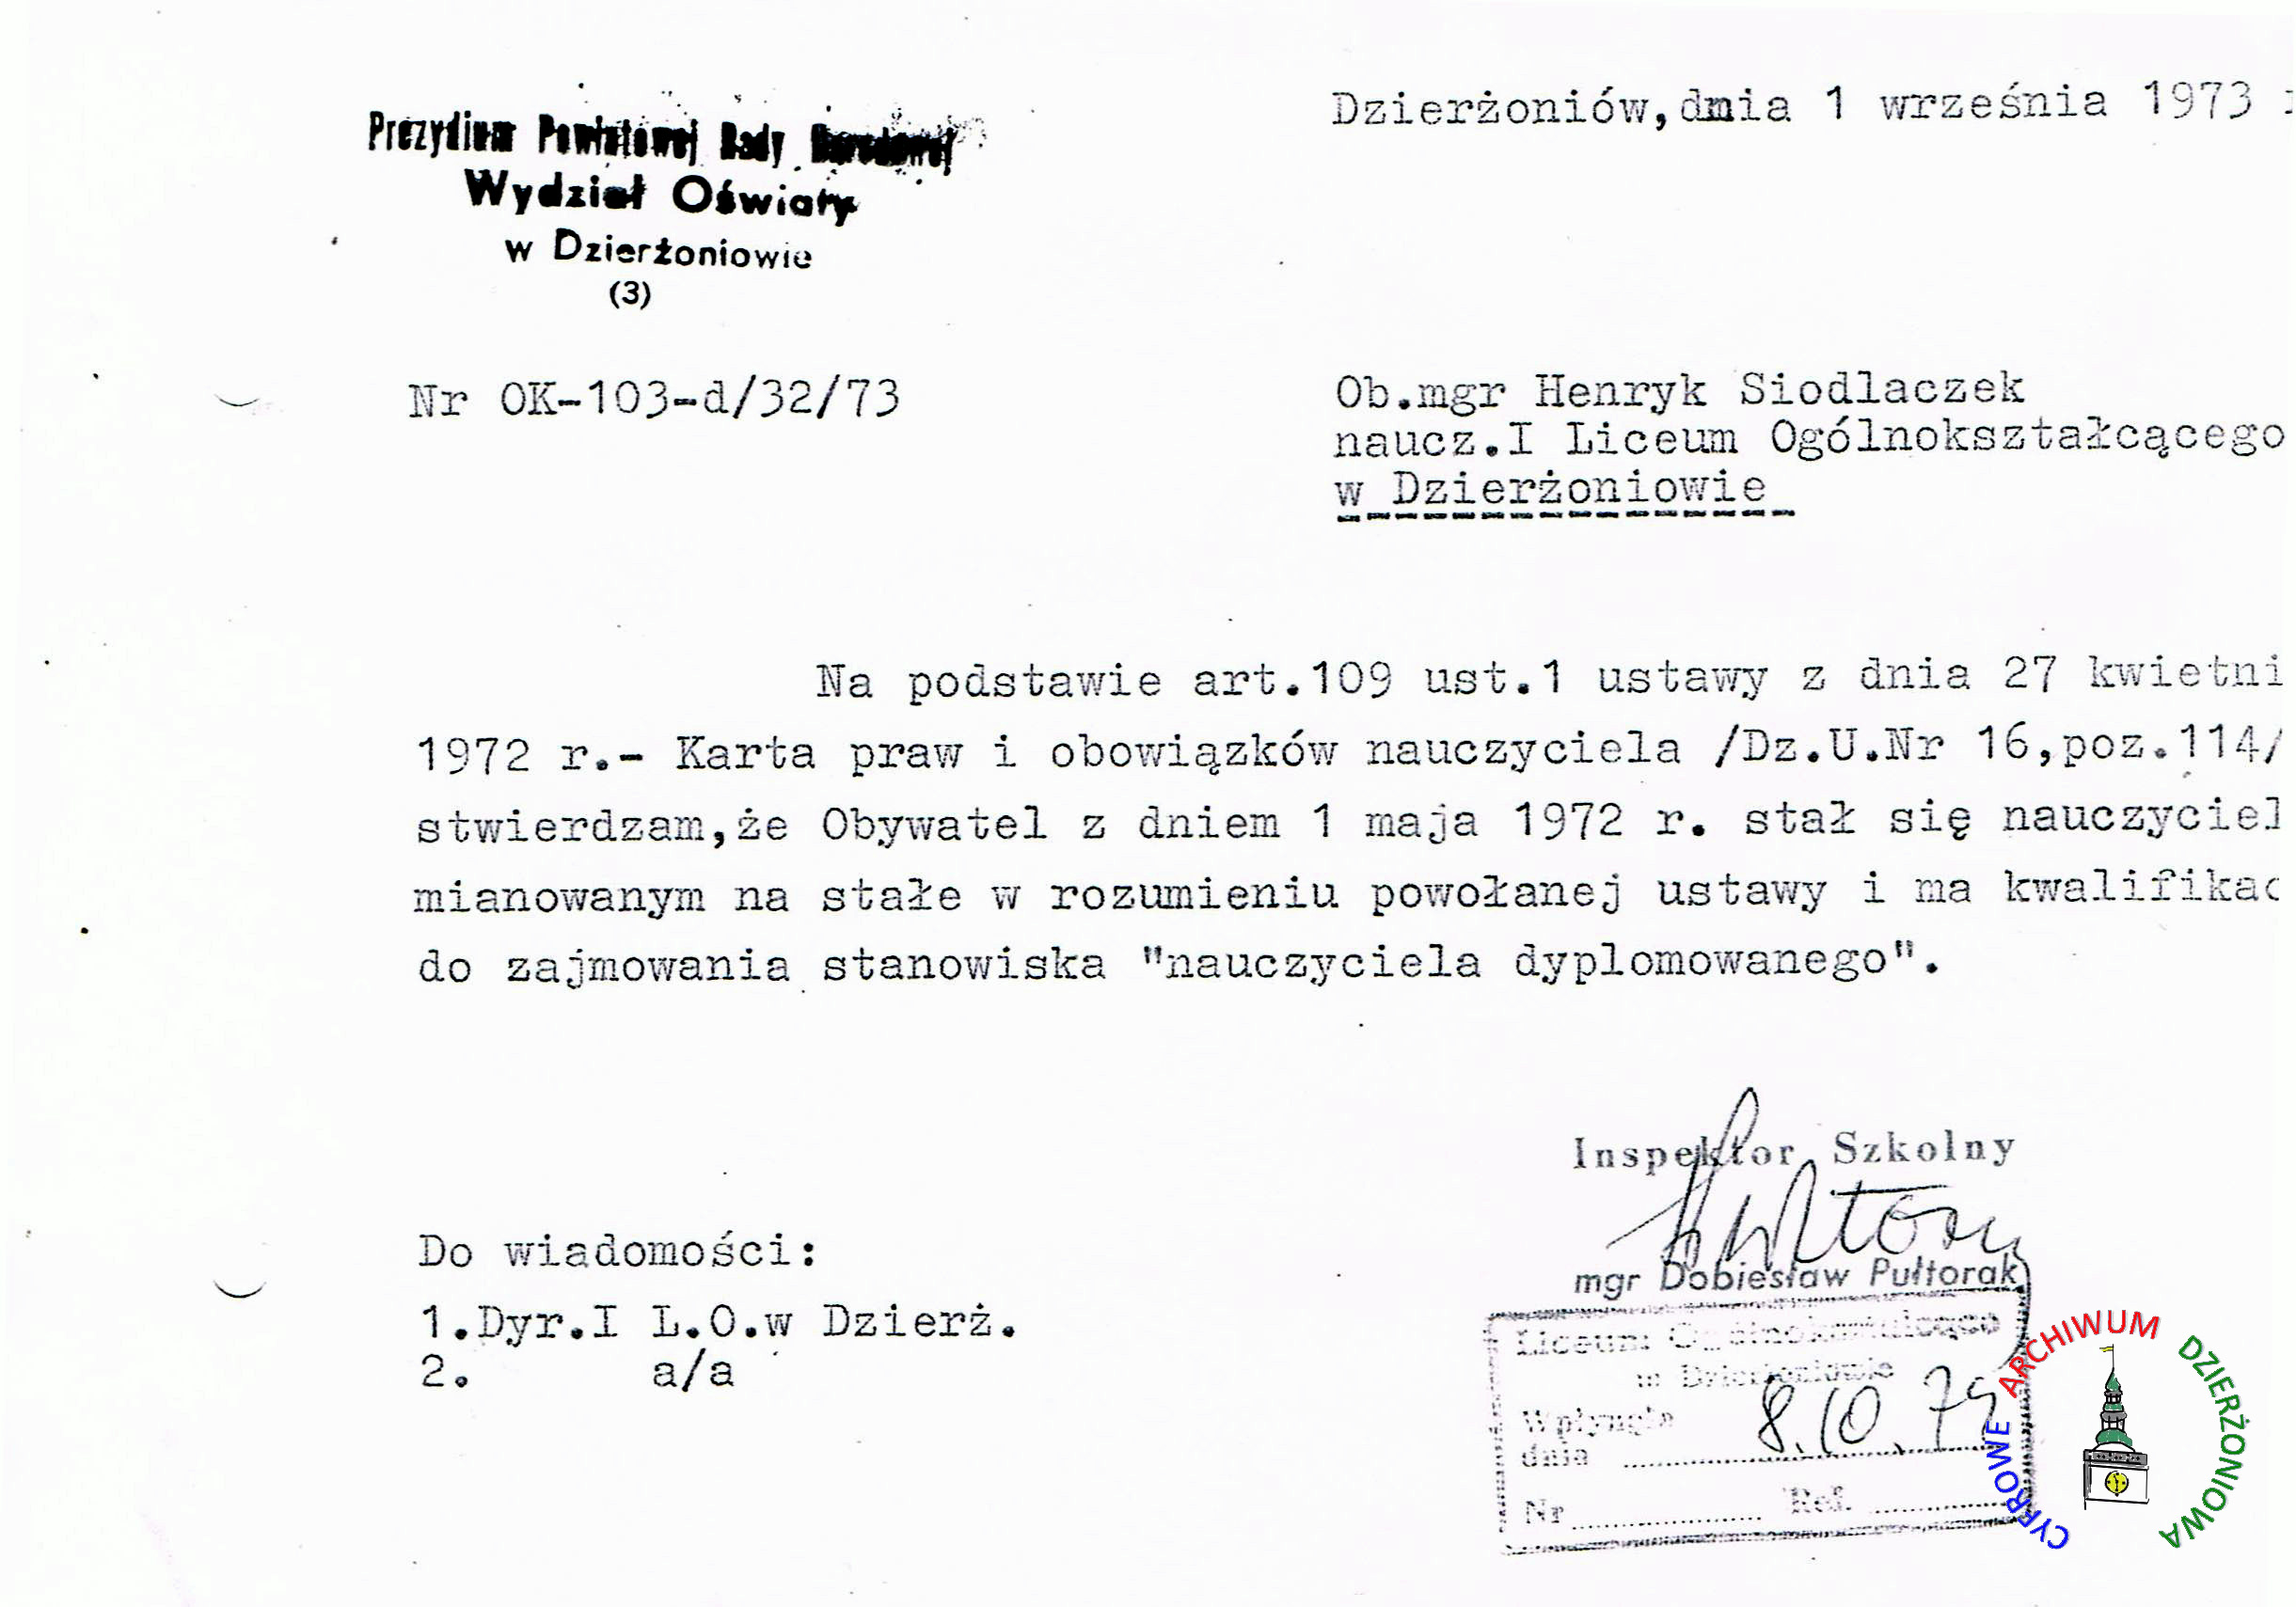 Dzierżoniów,dnia 1 września 1973
Prezydium Powiatowej Rady Narodowej
Wydział Oświaty
w Dzierżoniowie
(3)
Nr OK-103-d/32/73
Ob.mgr Henryk Siodlaczek
naucz.I Liceum Ogólnokształcącego
w Dzierżoniowie
Na podstawie art.109 ust.1 ustawy z dnia 27 kwietni
1972 r.- Karta praw i obowiązków nauczyciela /Dz.U.Nr 16,poz.114/
stwierdzam,że Obywatel z dniem 1 maja 1972 r. stał się nauczyciel
mianowanym na stałe w rozumieniu powołanej ustawy i ma kwalifikac
do zajmowania stanowiska "nauczyciela dyplomowanego".
Inspektor Szkolny
mgr Dobiesław Pułtorak
Do wiadomości:
1.Dyr.I L.O.w Dzierż.
2. a/a
Liceum Ogólnokształcące
w Dzierżoniowie
Wpłynęło
dnia 8.10.
Nr Ref.
CYFROWE ARCHIWUM DZIERŻONIOWA